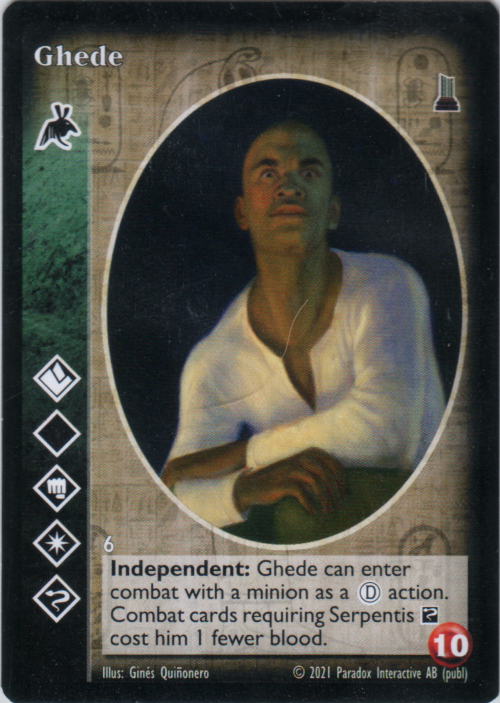 Ghede
6
Independent: Ghede can enter
combat with a minion as a D action.
Combat cards requiring Serpentis
cost him 1 fewer blood.
10
Illus: Ginés Quiñonero © 2021 Paradox Interactive AB (publ)